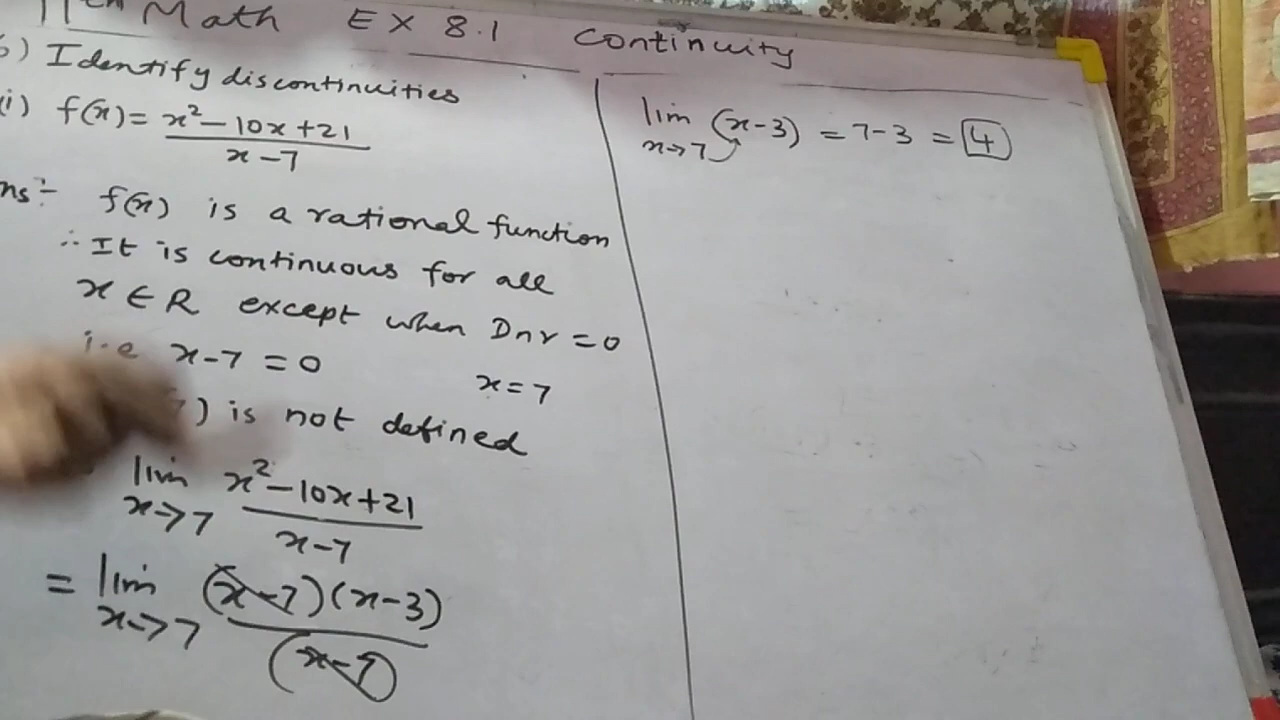 11th Math EX 8.1 Continuity
) Identify discontinuities
(i) f(x) = x²-10x+21 / x-7
ns:- f(x) is a rational function
∴ It is continuous for all
x ∈ R except when Dnr = 0
i.e x-7 = 0 x = 7
) is not defined
lim x→7 x²-10x+21 / x-7
= lim x→7 (x-7)(x-3) / (x-7)
lim x→7 (x-3) = 7-3 = 4